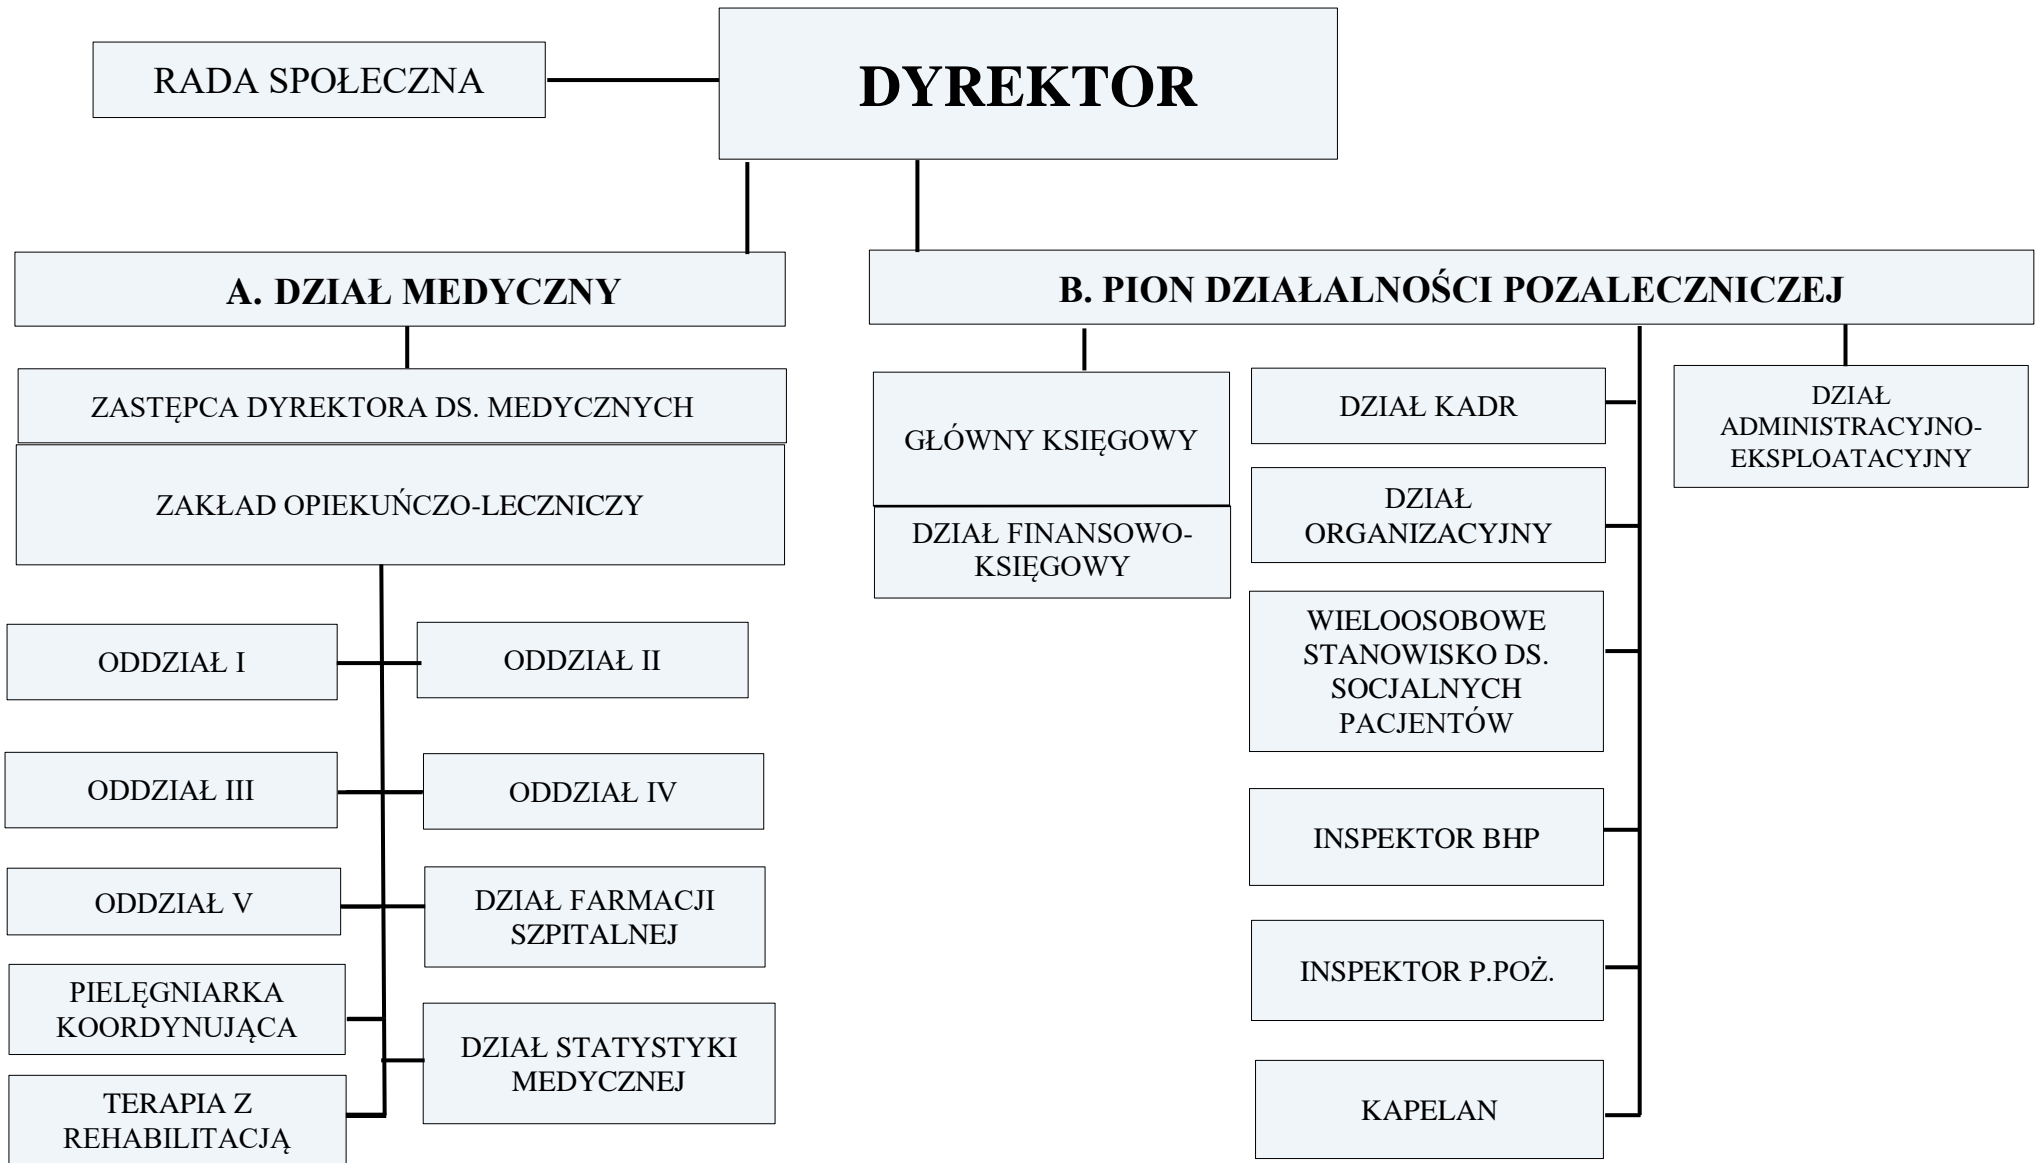 RADA SPOŁECZNA
DYREKTOR
A. DZIAŁ MEDYCZNY
ZASTĘPCA DYREKTORA DS. MEDYCZNYCH
ZAKŁAD OPIEKUŃCZO-LECZNICZY
ODDZIAŁ I
ODDZIAŁ II
ODDZIAŁ III
ODDZIAŁ IV
ODDZIAŁ V
DZIAŁ FARMACJI
SZPITALNEJ
PIELĘGNIARKA
KOORDYNUJĄCA
DZIAŁ STATYSTYKI
MEDYCZNEJ
TERAPIA Z
REHABILITACJĄ
B. PION DZIAŁALNOŚCI POZALECZNICZEJ
GŁÓWNY KSIĘGOWY
DZIAŁ FINANSOWO-
KSIĘGOWY
DZIAŁ KADR
DZIAŁ
ORGANIZACYJNY
WIELOOSOBOWE
STANOWISKO DS.
SOCJALNYCH
PACJENTÓW
INSPEKTOR BHP
INSPEKTOR P.POŻ.
KAPELAN
DZIAŁ
ADMINISTRACYJNO-
EKSPLOATACYJNY